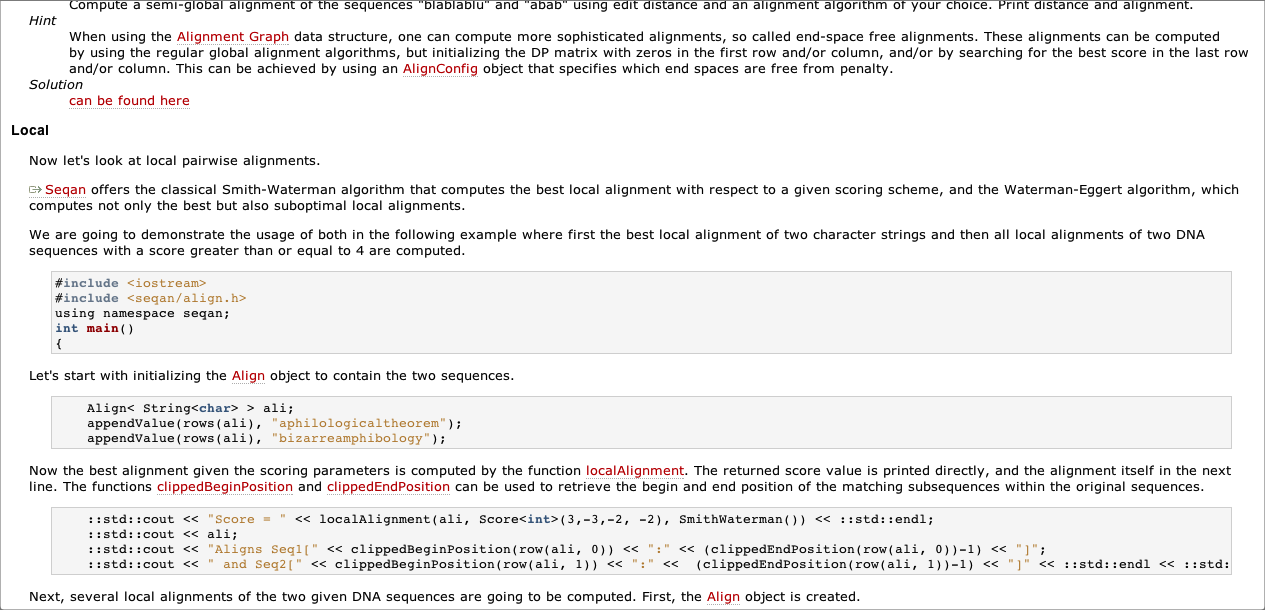 Compute a semi-global alignment of the sequences "blablablu" and "abab" using edit distance and an alignment algorithm of your choice. Print distance and alignment.
Hint
When using the Alignment Graph data structure, one can compute more sophisticated alignments, so called end-space free alignments. These alignments can be computed
by using the regular global alignment algorithms, but initializing the DP matrix with zeros in the first row and/or column, and/or by searching for the best score in the last row
and/or column. This can be achieved by using an AlignConfig object that specifies which end spaces are free from penalty.
Solution
can be found here
Local
Now let's look at local pairwise alignments.
Seqan offers the classical Smith-Waterman algorithm that computes the best local alignment with respect to a given scoring scheme, and the Waterman-Eggert algorithm, which
computes not only the best but also suboptimal local alignments.
We are going to demonstrate the usage of both in the following example where first the best local alignment of two character strings and then all local alignments of two DNA
sequences with a score greater than or equal to 4 are computed.
#include <iostream>
#include <seqan/align.h>
using namespace seqan;
int main()
{
Let's start with initializing the Align object to contain the two sequences.
Align< String<char> > ali;
appendValue(rows(ali), "aphilologicaltheorem");
appendValue(rows(ali), "bizarreamphibology");
Now the best alignment given the scoring parameters is computed by the function localAlignment. The returned score value is printed directly, and the alignment itself in the next
line. The functions clippedBeginPosition and clippedEndPosition can be used to retrieve the begin and end position of the matching subsequences within the original sequences.
::std::cout << "Score = " << localAlignment(ali, Score<int>(3,-3,-2, -2), SmithWaterman()) << ::std::endl;
::std::cout << ali;
::std::cout << "Aligns Seq1[" << clippedBeginPosition(row(ali, 0)) << ":" << (clippedEndPosition(row(ali, 0))-1) << "]";
::std::cout << " and Seq2[" << clippedBeginPosition(row(ali, 1)) << ":" <<  (clippedEndPosition(row(ali, 1))-1) << "]" << ::std::endl << ::std:
Next, several local alignments of the two given DNA sequences are going to be computed. First, the Align object is created.